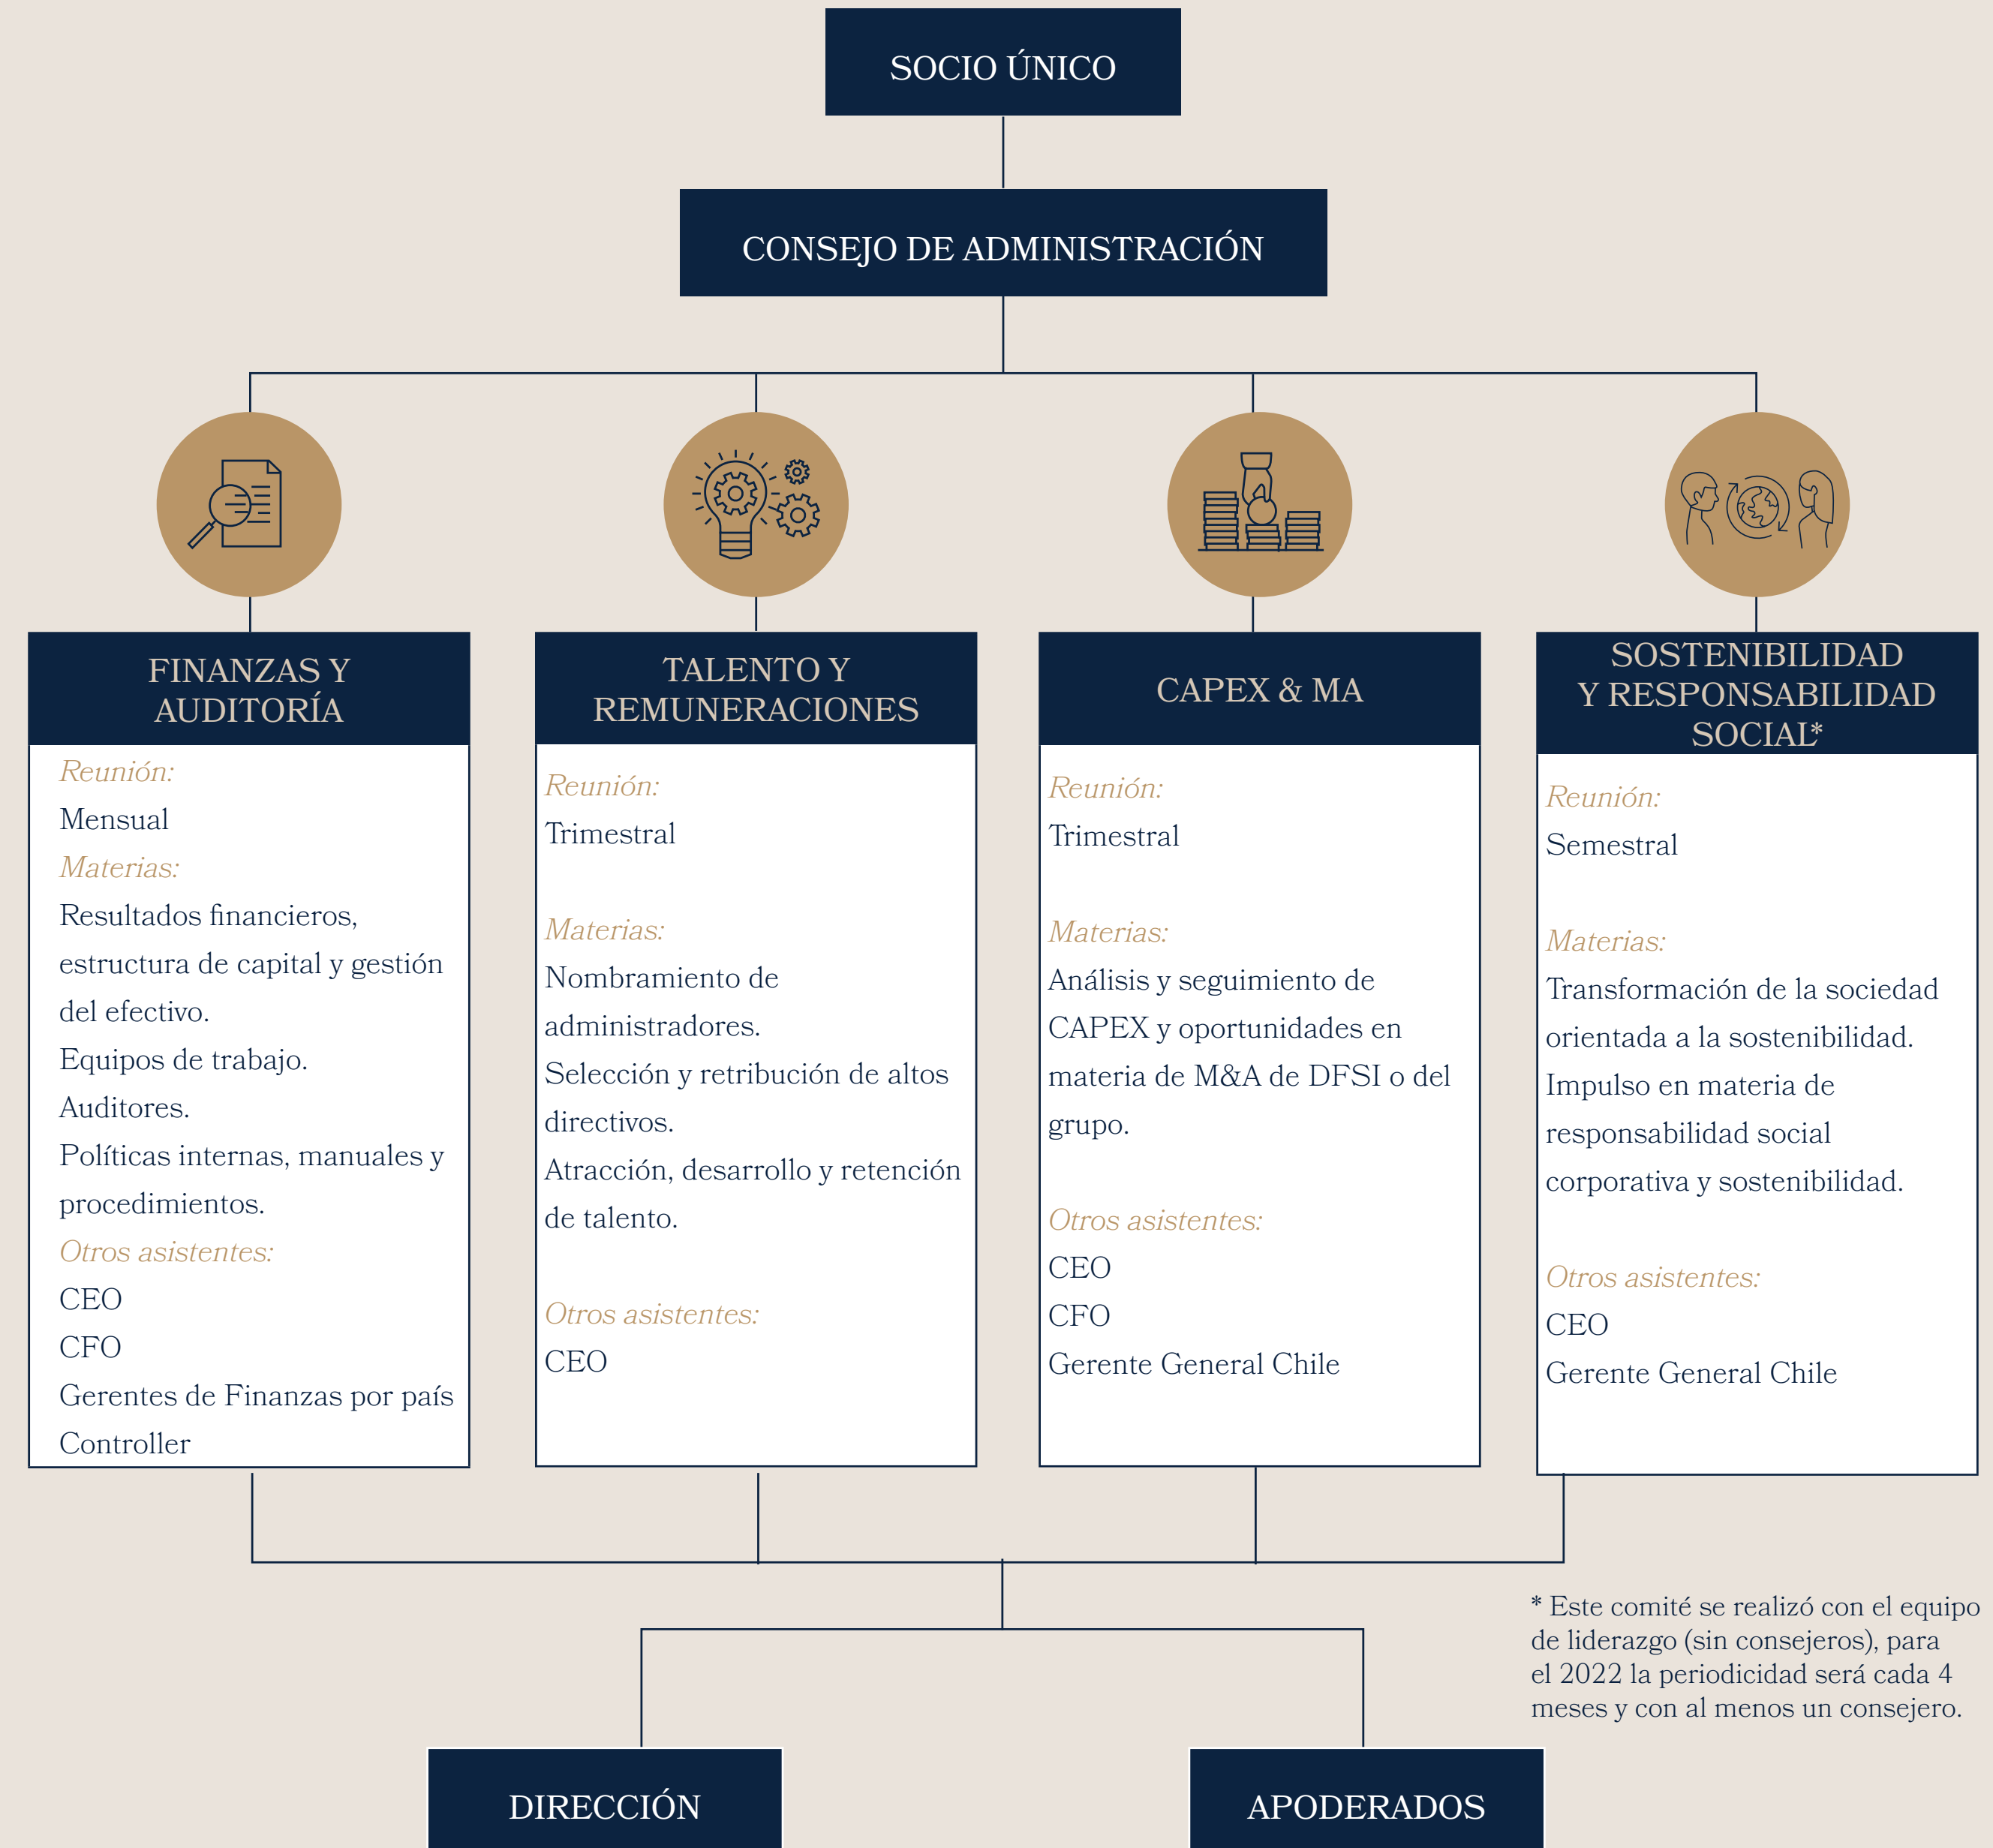 SOCIO ÚNICO
CONSEJO DE ADMINISTRACIÓN
FINANZAS Y
AUDITORÍA
Reunión:
Mensual
Materias:
Resultados financieros,
estructura de capital y gestión
del efectivo.
Equipos de trabajo.
Auditores.
Políticas internas, manuales y
procedimientos.
Otros asistentes:
CEO
CFO
Gerentes de Finanzas por país
Controller
TALENTO Y
REMUNERACIONES
Reunión:
Trimestral
Materias:
Nombramiento de
administradores.
Selección y retribución de altos
directivos.
Atracción, desarrollo y retención
de talento.
Otros asistentes:
CEO
CAPEX & MA
Reunión:
Trimestral
Materias:
Análisis y seguimiento de
CAPEX y oportunidades en
materia de M&A de DFSI o del
grupo.
Otros asistentes:
CEO
CFO
Gerente General Chile
SOSTENIBILIDAD
Y RESPONSABILIDAD
SOCIAL*
Reunión:
Semestral
Materias:
Transformación de la sociedad
orientada a la sostenibilidad.
Impulso en materia de
responsabilidad social
corporativa y sostenibilidad.
Otros asistentes:
CEO
Gerente General Chile
* Este comité se realizó con el equipo
de liderazgo (sin consejeros), para
el 2022 la periodicidad será cada 4
meses y con al menos un consejero.
DIRECCIÓN
APODERADOS